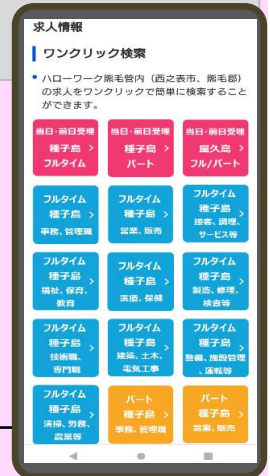 求人情報
ワンクリック検索
• ハローワーク熊毛管内（西之表市、熊毛郡）
の求人をワンクリックで簡単に検索すること
ができます。
当日・前日受理
種子島 >
フルタイム
当日・前日受理
種子島 >
パート
当日・前日受理
屋久島 >
フル/パート
フルタイム
種子島 >
事務、管理職
フルタイム
種子島 >
営業、販売
フルタイム
種子島 >
接客、調理、
サービス等
フルタイム
種子島 >
福祉、保育、
教育
フルタイム
種子島 >
医療、保健
フルタイム
種子島 >
製造、修理、
検査等
フルタイム
種子島 >
技術職、
専門職
フルタイム
種子島 >
建築、土木、
電気工事
フルタイム
種子島 >
整備、施設管理
、運転等
フルタイム
種子島 >
清掃、労務、
農業等
パート
種子島 >
事務、管理職
パート
種子島 >
営業、販売